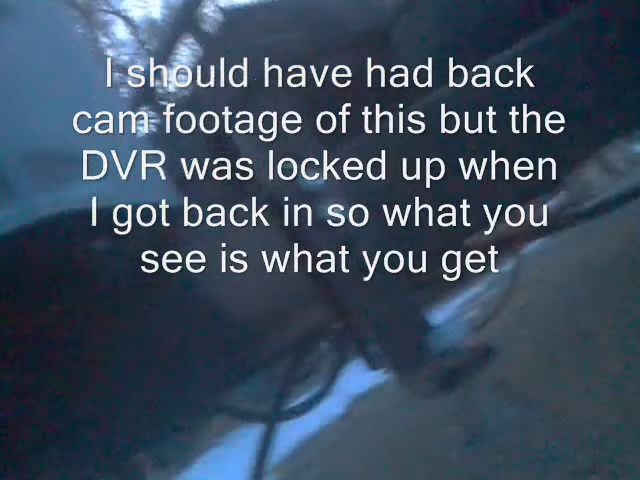 I should have had back
cam footage of this but the
DVR was locked up when
I got back in so what you
see is what you get